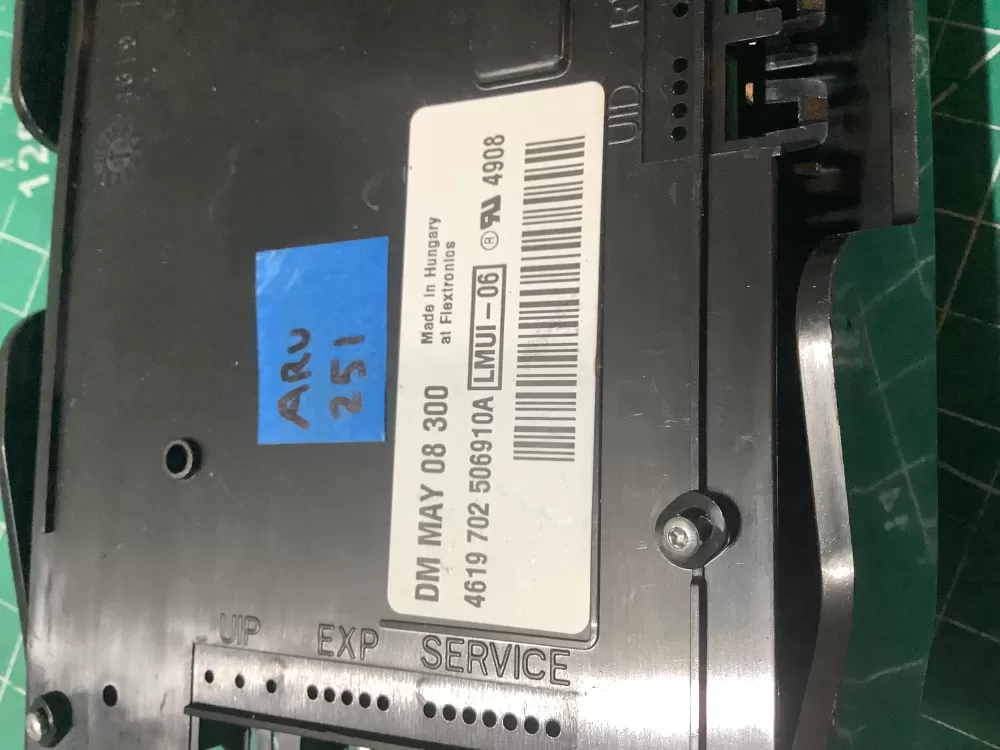 DM MAY 08 300
Made in Hungary
at Flextronics
4619 702 506910A LMUI-06 ® 4908
ARU
251
UIP
EXP
SERVICE
UID